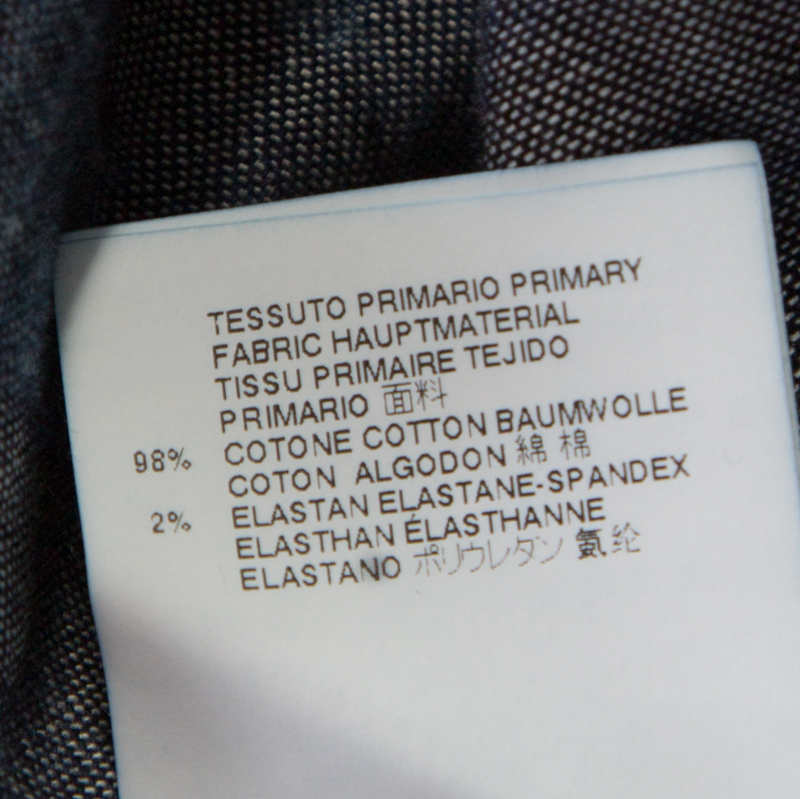 TESSUTO PRIMARIO PRIMARY
FABRIC HAUPTMATERIAL
TISSU PRIMAIRE TEJIDO
PRIMARIO 面料
98% COTONE COTTON BAUMWOLLE
COTON ALGODON 綿 棉
2% ELASTAN ELASTANE-SPANDEX
ELASTHAN ÉLASTHANNE
ELASTANO ポリウレタン 氨纶